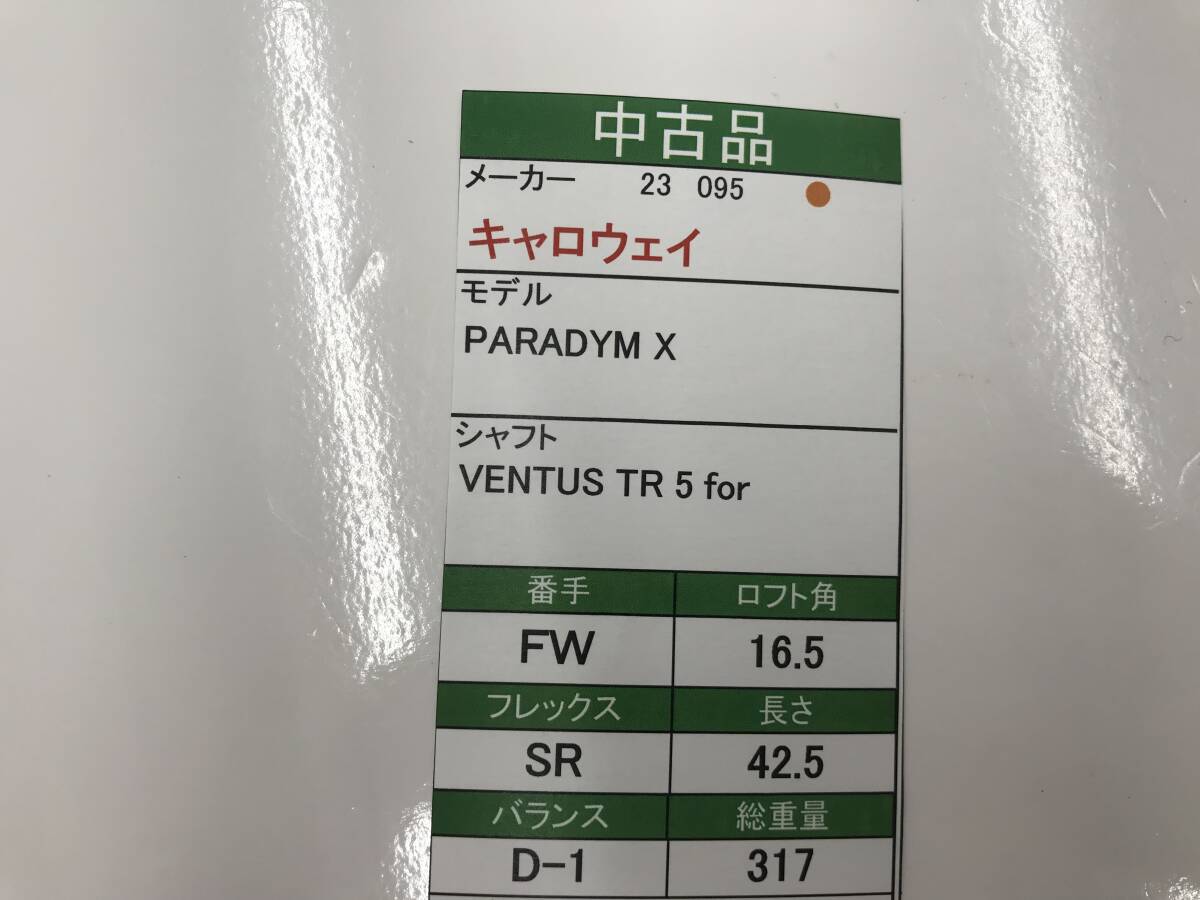 中古品
メーカー 23 095
キャロウェイ
モデル
PARADYM X
シャフト
VENTUS TR 5 for
番手 ロフト角
FW 16.5
フレックス 長さ
SR 42.5
バランス 総重量
D-1 317